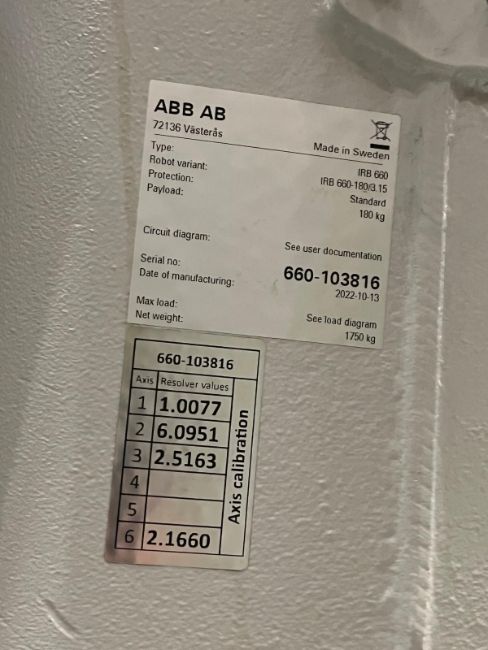 ABB AB
72136 Västerås
Made in Sweden
Type: IRB 660
Robot variant: IRB 660-180/3.15
Protection: Standard
Payload: 180 kg
Circuit diagram: See user documentation
Serial no: 660-103816
Date of manufacturing: 2022-10-13
Max load: See load diagram
Net weight: 1750 kg
660-103816
Axis Resolver values
1 1.0077
2 6.0951
3 2.5163
4
5
6 2.1660
Axis calibration